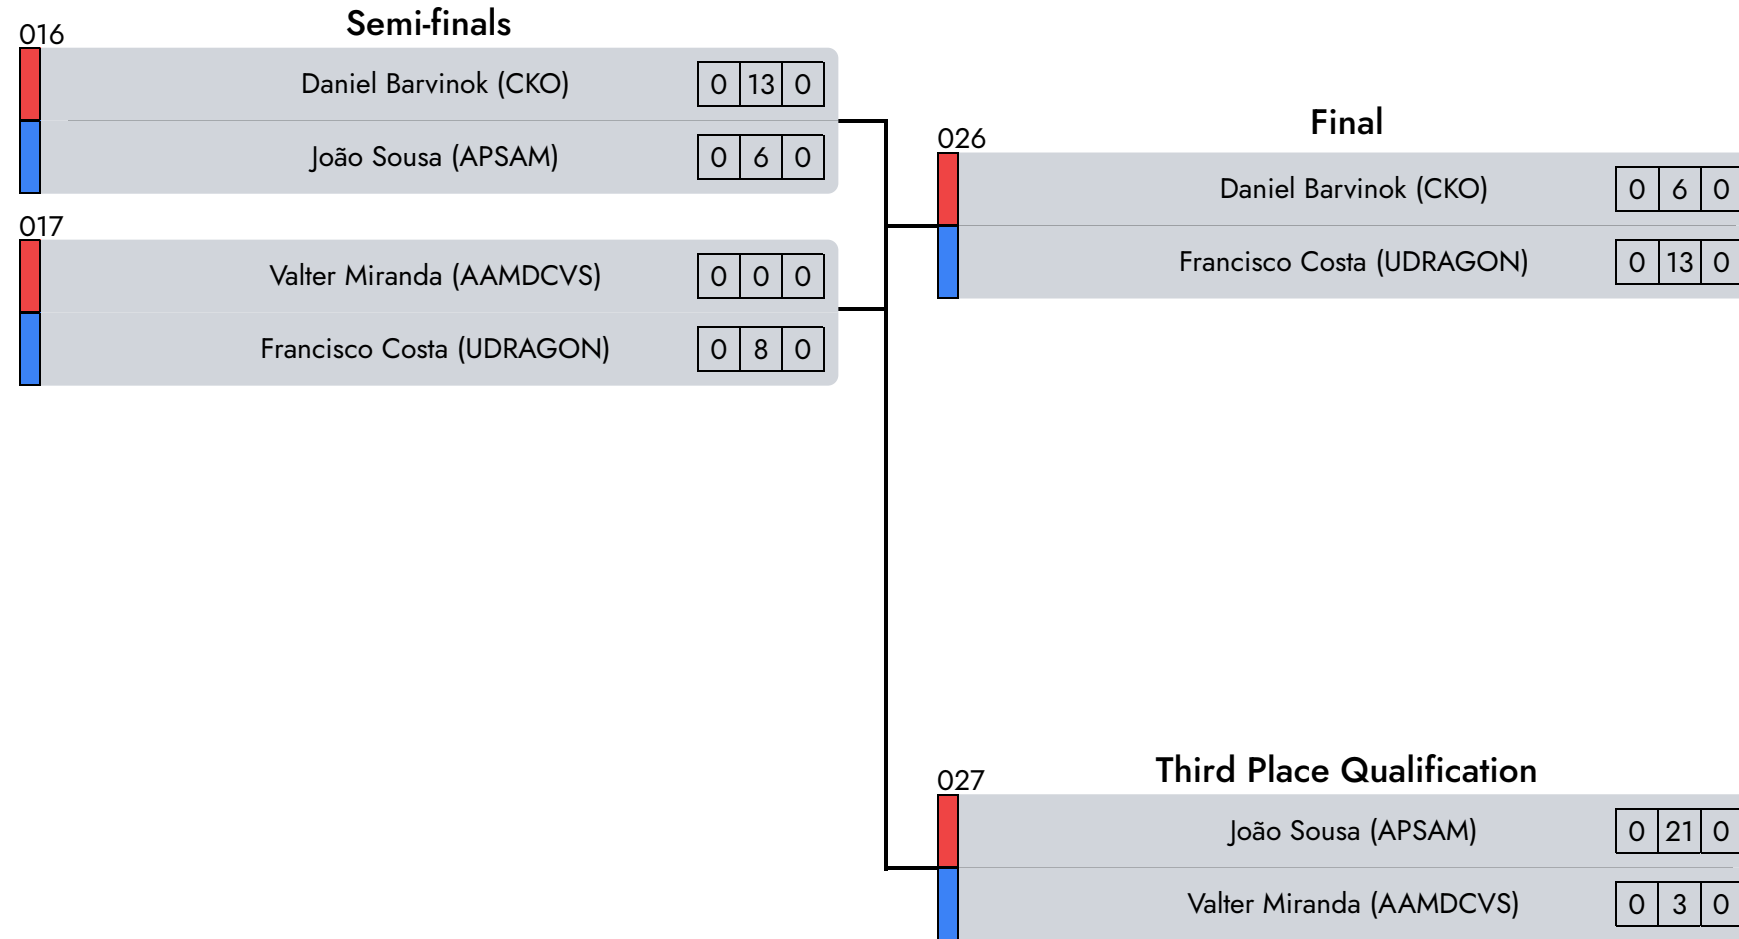 Semi-finals
016
Daniel Barvinok (CKO) 0 13 0
João Sousa (APSAM) 0 6 0
017
Valter Miranda (AAMDCVS) 0 0 0
Francisco Costa (UDRAGON) 0 8 0
Final
026
Daniel Barvinok (CKO) 0 6 0
Francisco Costa (UDRAGON) 0 13 0
Third Place Qualification
027
João Sousa (APSAM) 0 21 0
Valter Miranda (AAMDCVS) 0 3 0